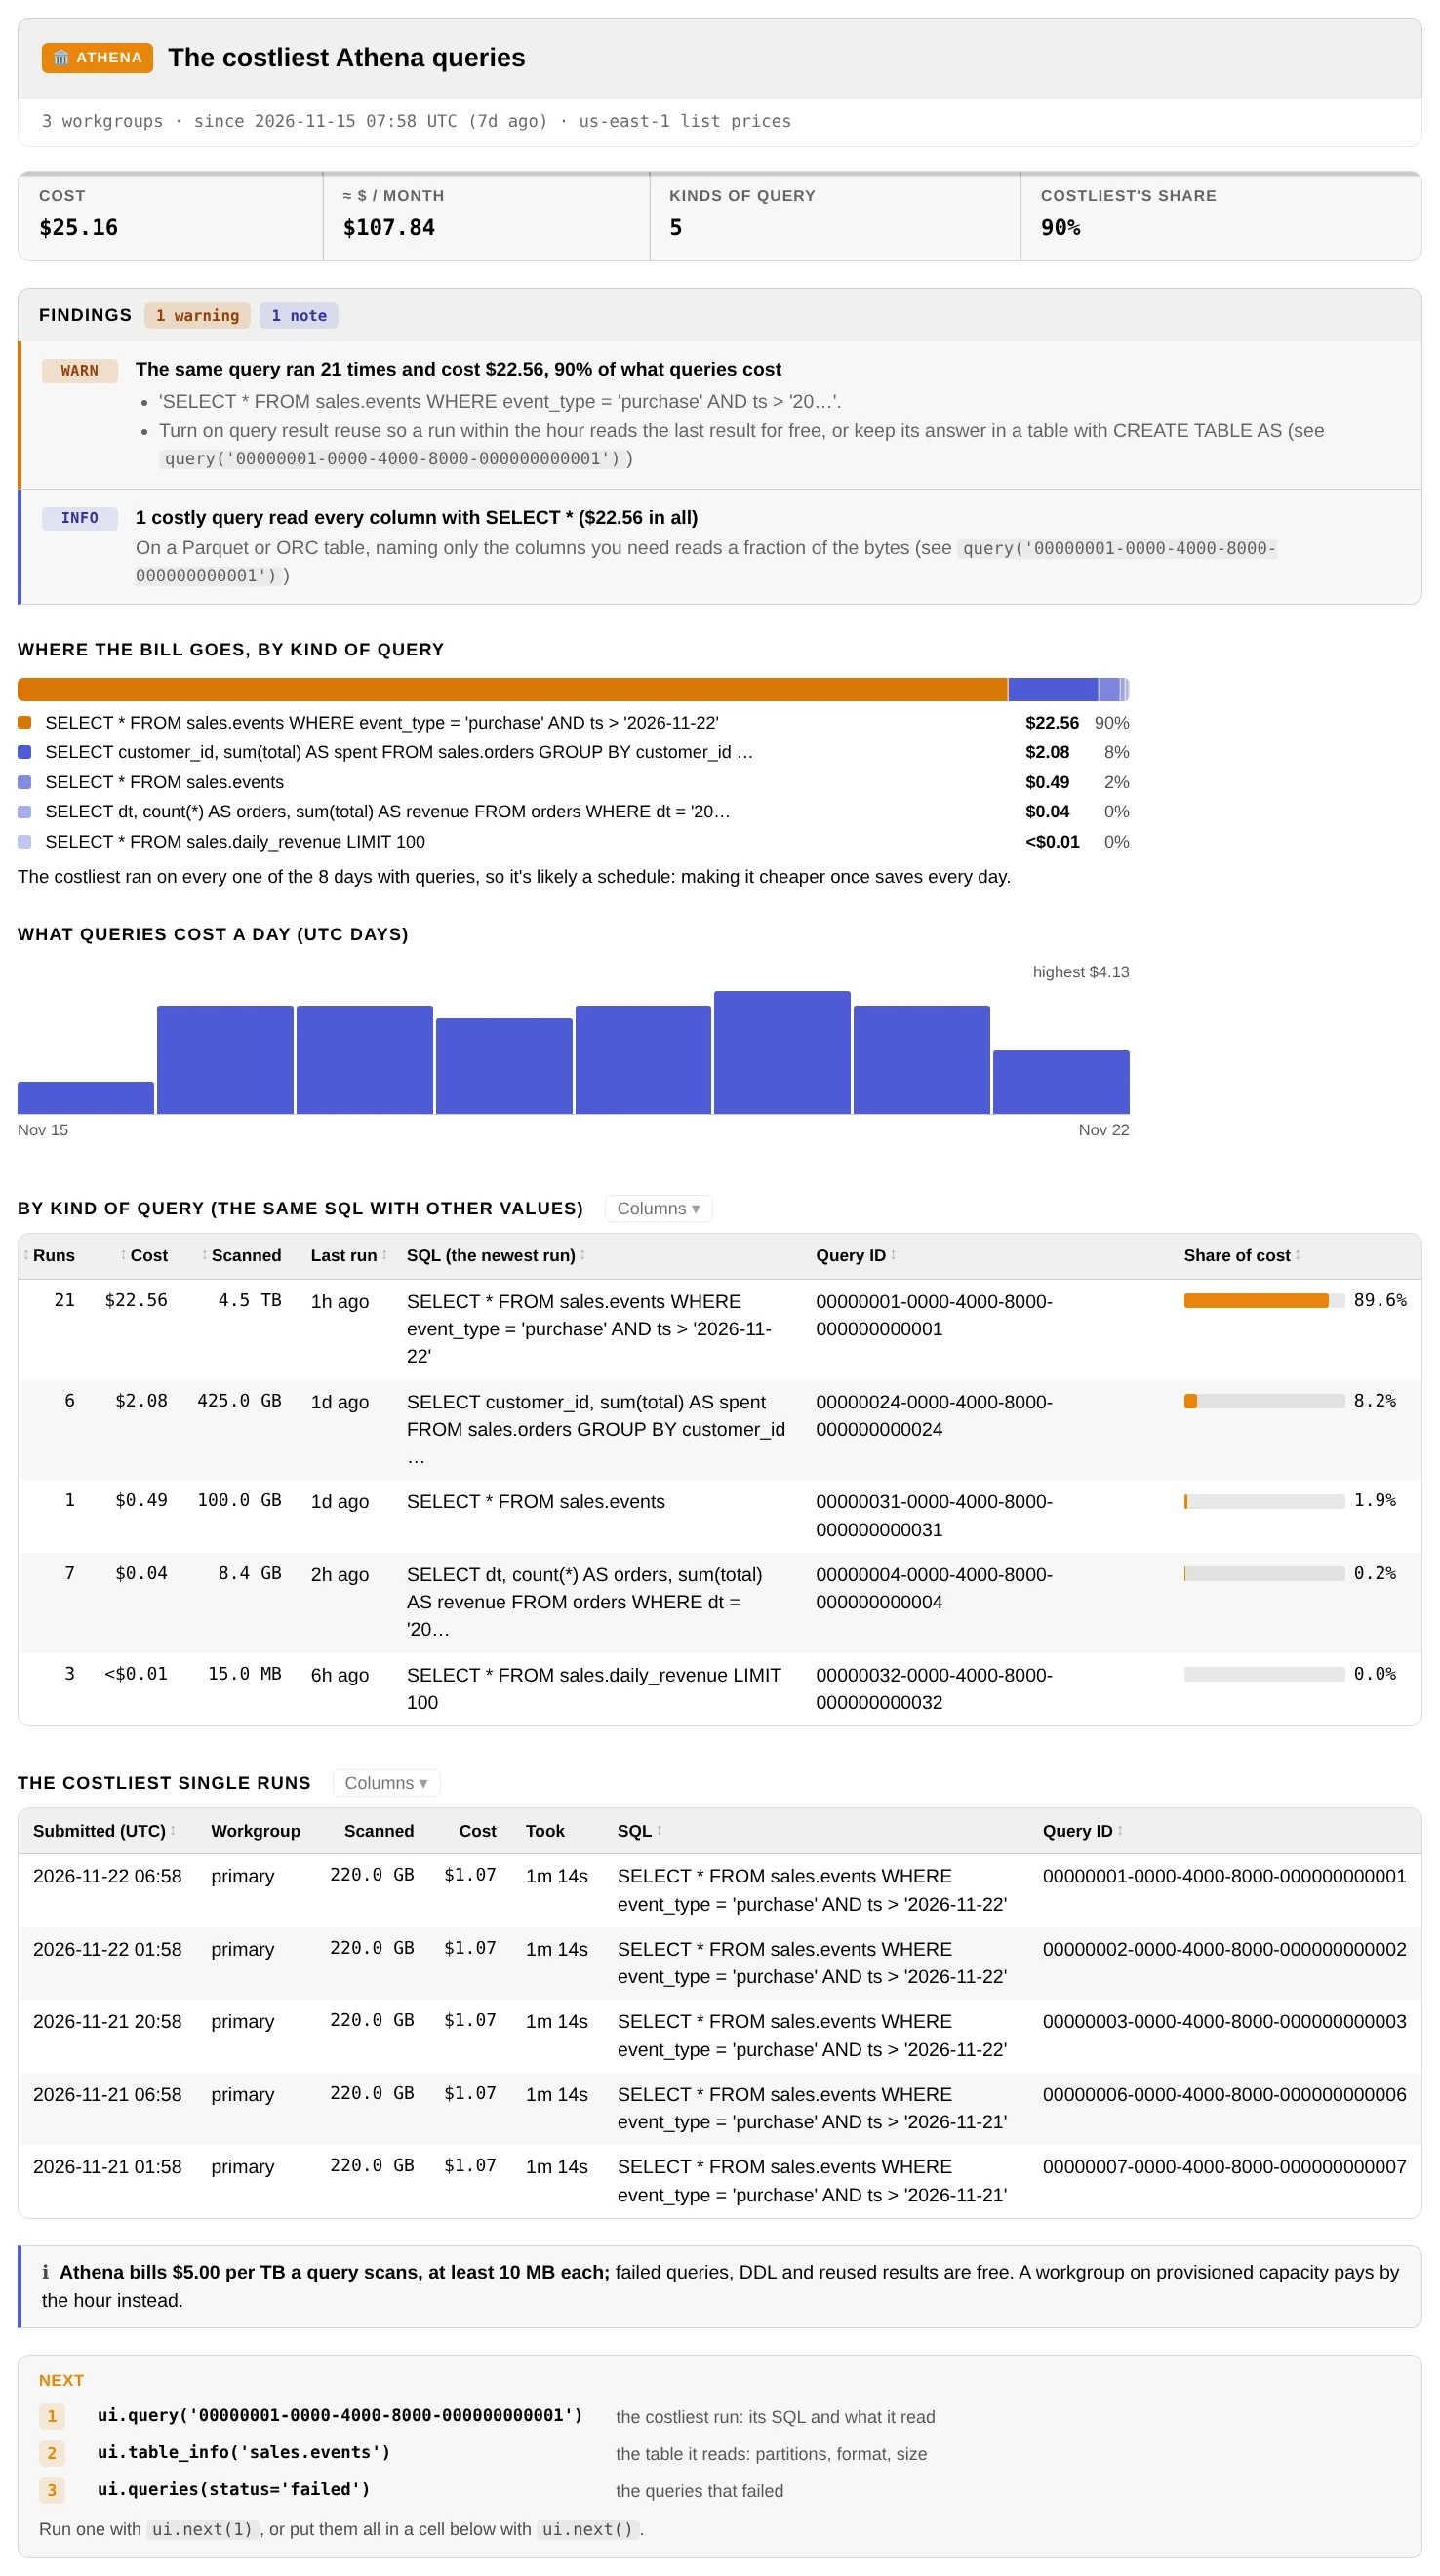 🏛️ ATHENA The costliest Athena queries
3 workgroups · since 2026-11-15 07:58 UTC (7d ago) · us-east-1 list prices
COST ≈ $ / MONTH KINDS OF QUERY COSTLIEST'S SHARE
$25.16 $107.84 5 90%
FINDINGS 1 warning 1 note
WARN The same query ran 21 times and cost $22.56, 90% of what queries cost
• 'SELECT * FROM sales.events WHERE event_type = 'purchase' AND ts > '20…'.
• Turn on query result reuse so a run within the hour reads the last result for free, or keep its answer in a table with CREATE TABLE AS (see
query('00000001-0000-4000-8000-000000000001') )
INFO 1 costly query read every column with SELECT * ($22.56 in all)
On a Parquet or ORC table, naming only the columns you need reads a fraction of the bytes (see query('00000001-0000-4000-8000-
000000000001') )
WHERE THE BILL GOES, BY KIND OF QUERY
SELECT * FROM sales.events WHERE event_type = 'purchase' AND ts > '2026-11-22' $22.56 90%
SELECT customer_id, sum(total) AS spent FROM sales.orders GROUP BY customer_id … $2.08 8%
SELECT * FROM sales.events $0.49 2%
SELECT dt, count(*) AS orders, sum(total) AS revenue FROM orders WHERE dt = '20… $0.04 0%
SELECT * FROM sales.daily_revenue LIMIT 100 <$0.01 0%
The costliest ran on every one of the 8 days with queries, so it's likely a schedule: making it cheaper once saves every day.
WHAT QUERIES COST A DAY (UTC DAYS)
highest $4.13
Nov 15 Nov 22
BY KIND OF QUERY (THE SAME SQL WITH OTHER VALUES) Columns ▾
↕ Runs ↕ Cost ↕ Scanned Last run ↕ SQL (the newest run) ↕ Query ID ↕ Share of cost ↕
21 $22.56 4.5 TB 1h ago SELECT * FROM sales.events WHERE 00000001-0000-4000-8000- 89.6%
event_type = 'purchase' AND ts > '2026-11- 000000000001
22'
6 $2.08 425.0 GB 1d ago SELECT customer_id, sum(total) AS spent 00000024-0000-4000-8000- 8.2%
FROM sales.orders GROUP BY customer_id 000000000024
…
1 $0.49 100.0 GB 1d ago SELECT * FROM sales.events 00000031-0000-4000-8000- 1.9%
000000000031
7 $0.04 8.4 GB 2h ago SELECT dt, count(*) AS orders, sum(total) 00000004-0000-4000-8000- 0.2%
AS revenue FROM orders WHERE dt = 000000000004
'20…
3 <$0.01 15.0 MB 6h ago SELECT * FROM sales.daily_revenue LIMIT 00000032-0000-4000-8000- 0.0%
100 000000000032
THE COSTLIEST SINGLE RUNS Columns ▾
Submitted (UTC) ↕ Workgroup Scanned Cost Took SQL ↕ Query ID ↕
2026-11-22 06:58 primary 220.0 GB $1.07 1m 14s SELECT * FROM sales.events WHERE 00000001-0000-4000-8000-000000000001
event_type = 'purchase' AND ts > '2026-11-22'
2026-11-22 01:58 primary 220.0 GB $1.07 1m 14s SELECT * FROM sales.events WHERE 00000002-0000-4000-8000-000000000002
event_type = 'purchase' AND ts > '2026-11-22'
2026-11-21 20:58 primary 220.0 GB $1.07 1m 14s SELECT * FROM sales.events WHERE 00000003-0000-4000-8000-000000000003
event_type = 'purchase' AND ts > '2026-11-22'
2026-11-21 06:58 primary 220.0 GB $1.07 1m 14s SELECT * FROM sales.events WHERE 00000006-0000-4000-8000-000000000006
event_type = 'purchase' AND ts > '2026-11-21'
2026-11-21 01:58 primary 220.0 GB $1.07 1m 14s SELECT * FROM sales.events WHERE 00000007-0000-4000-8000-000000000007
event_type = 'purchase' AND ts > '2026-11-21'
ℹ Athena bills $5.00 per TB a query scans, at least 10 MB each; failed queries, DDL and reused results are free. A workgroup on provisioned capacity pays by
the hour instead.
NEXT
1 ui.query('00000001-0000-4000-8000-000000000001') the costliest run: its SQL and what it read
2 ui.table_info('sales.events') the table it reads: partitions, format, size
3 ui.queries(status='failed') the queries that failed
Run one with ui.next(1) , or put them all in a cell below with ui.next() .